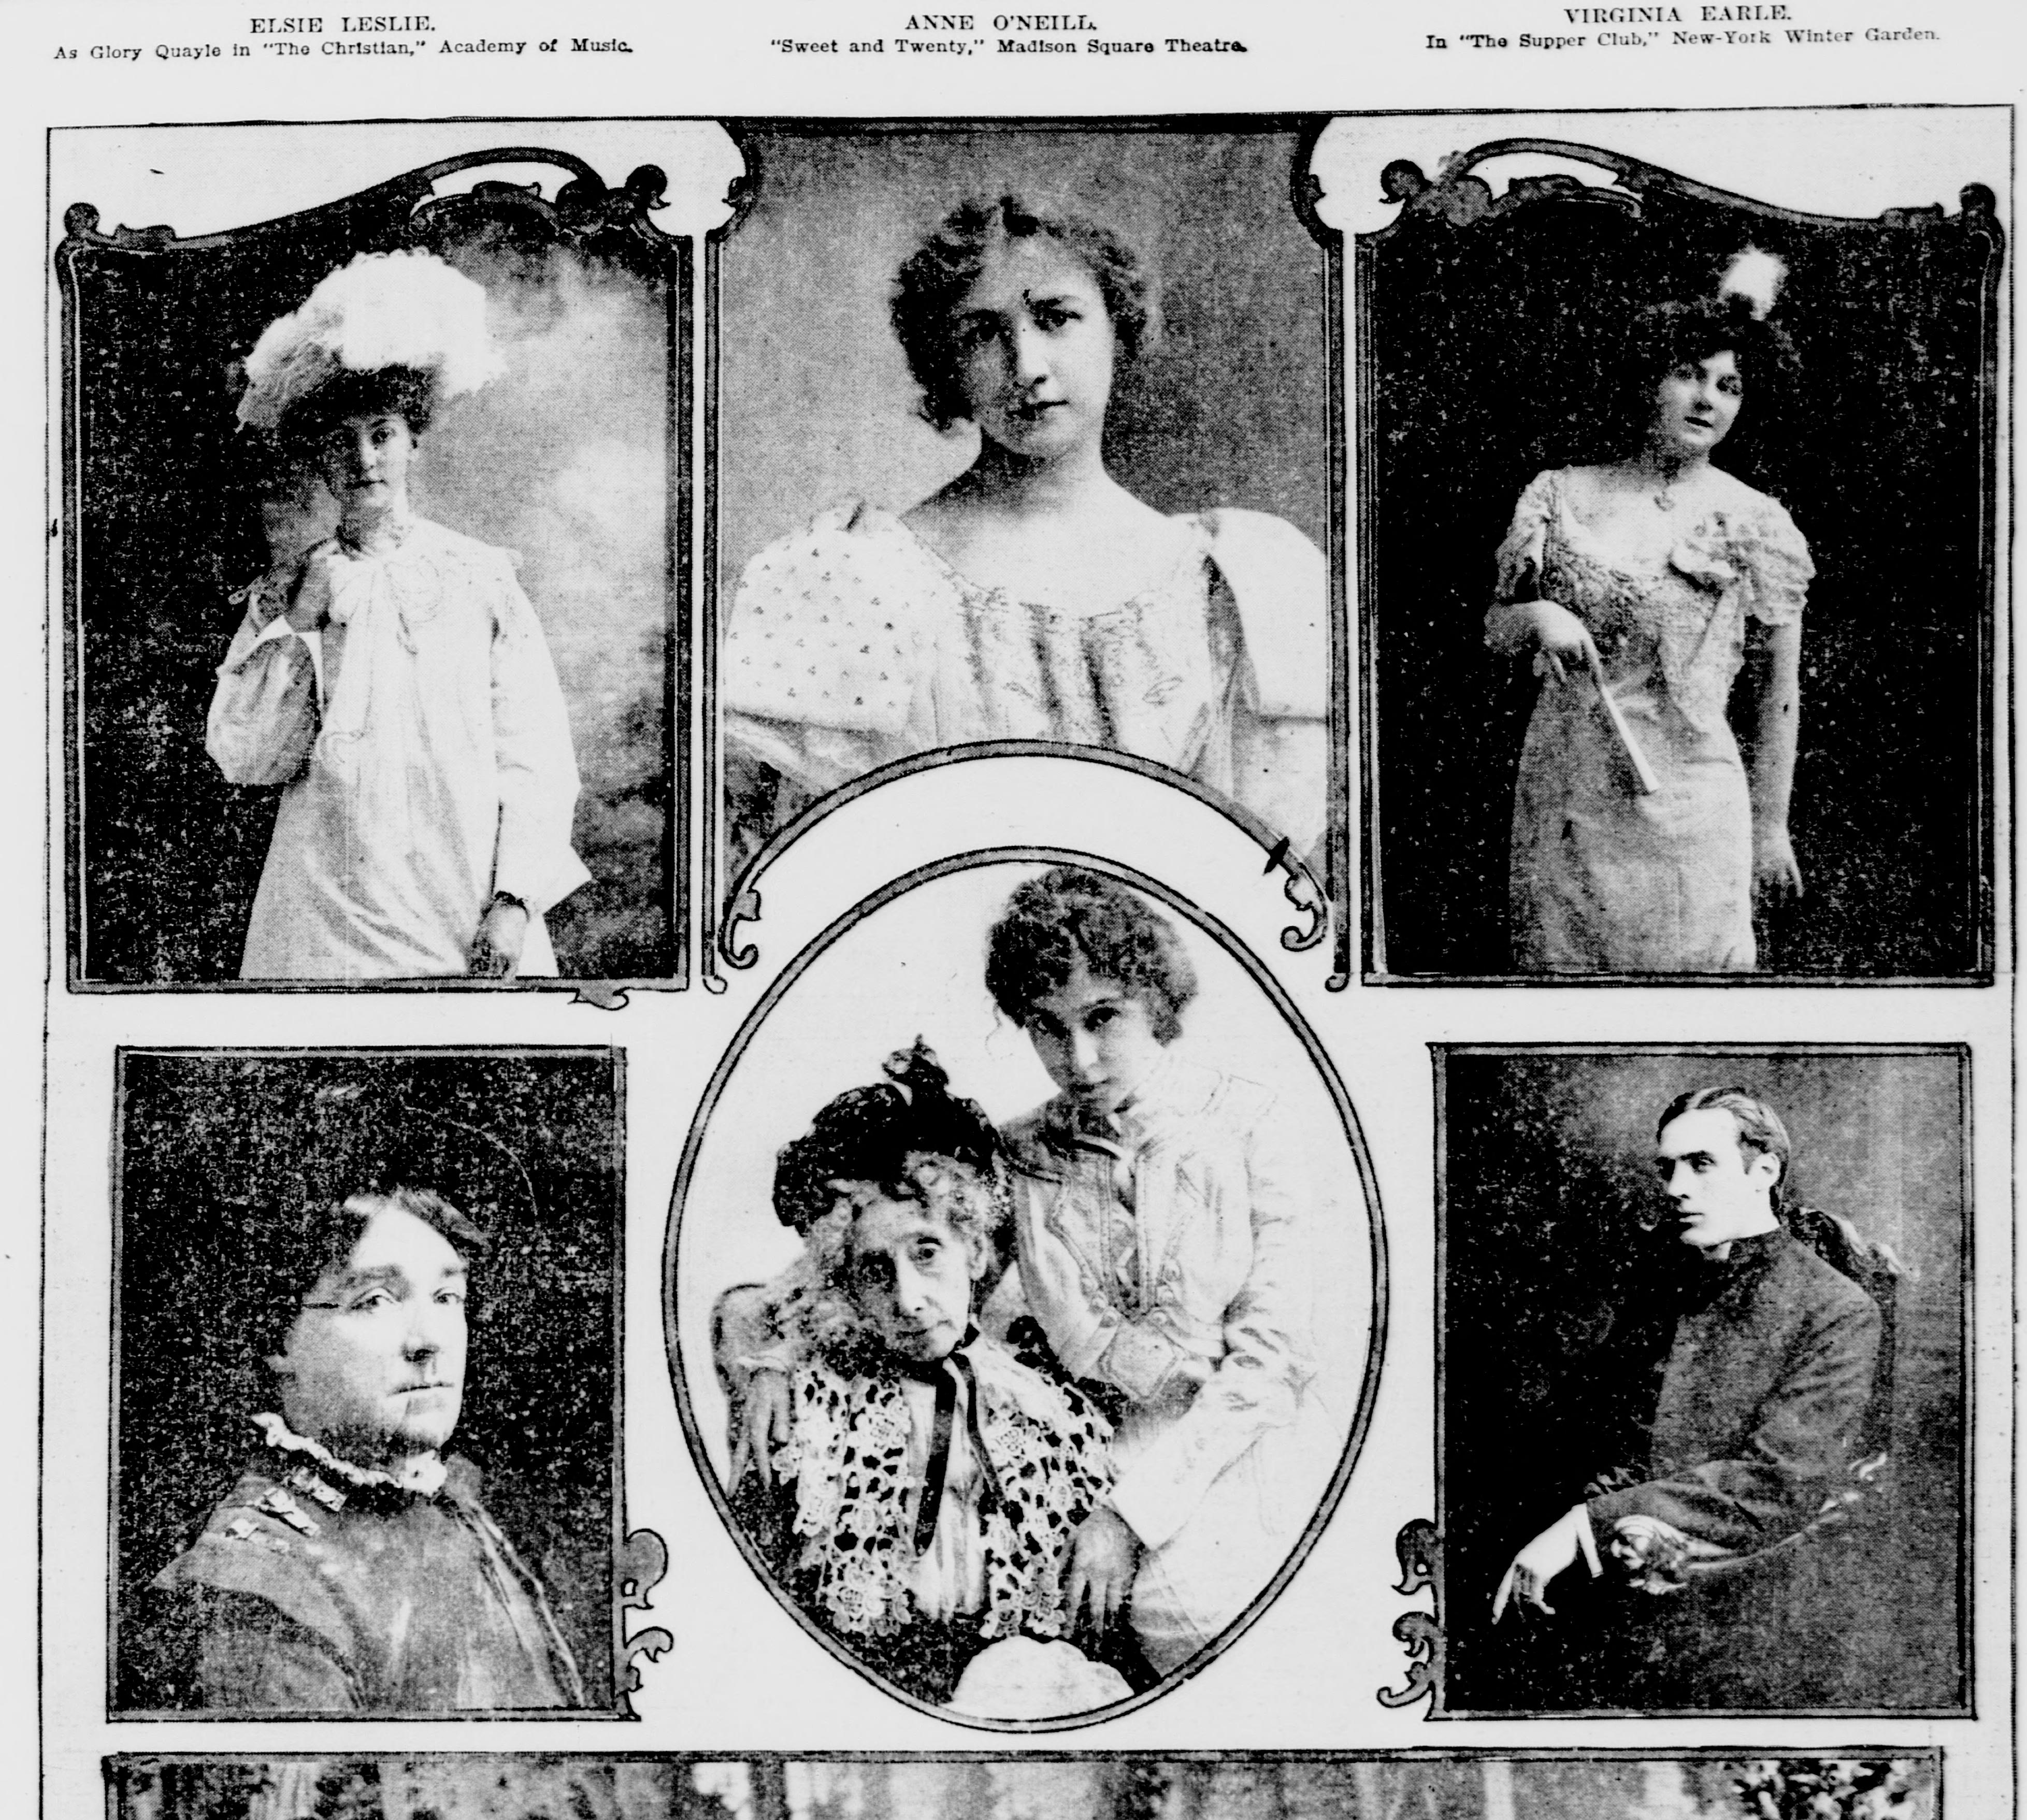 ELSIE LESLIE.
As Glory Quayle in "The Christian," Academy of Music.
ANNE O'NEILL.
"Sweet and Twenty," Madison Square Theatre.
VIRGINIA EARLE.
In "The Supper Club," New-York Winter Garden.